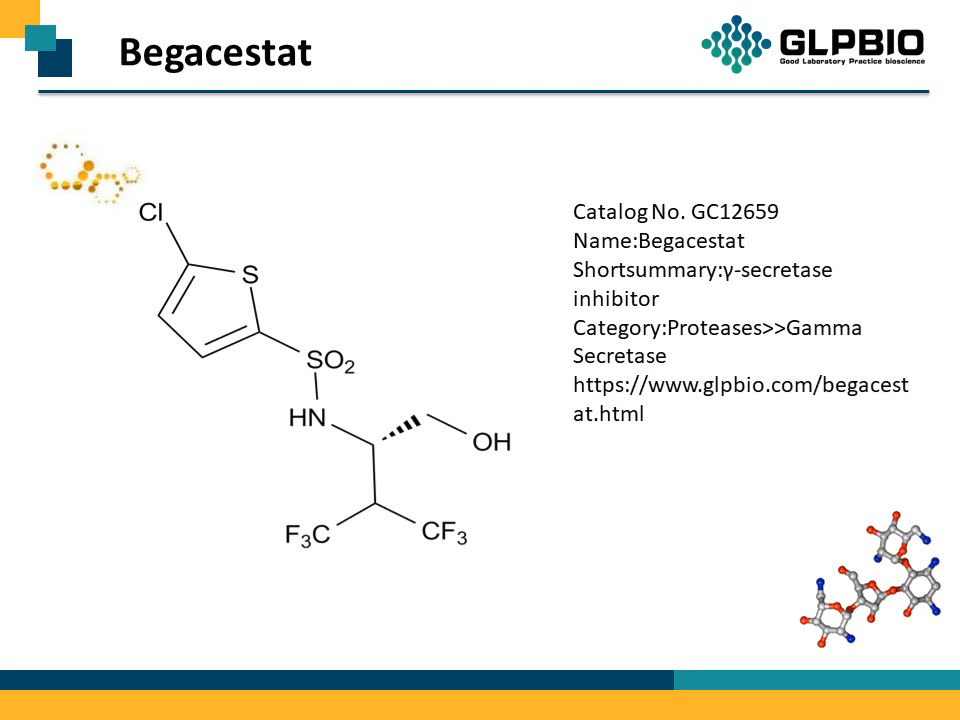 Begacestat
GLPBIO
Good Laboratory Practice bioscience
Cl
S
SO2
HN
OH
F3C
CF3
Catalog No. GC12659
Name:Begacestat
Shortsummary:γ-secretase
inhibitor
Category:Proteases>>Gamma
Secretase
https://www.glpbio.com/begacest
at.html